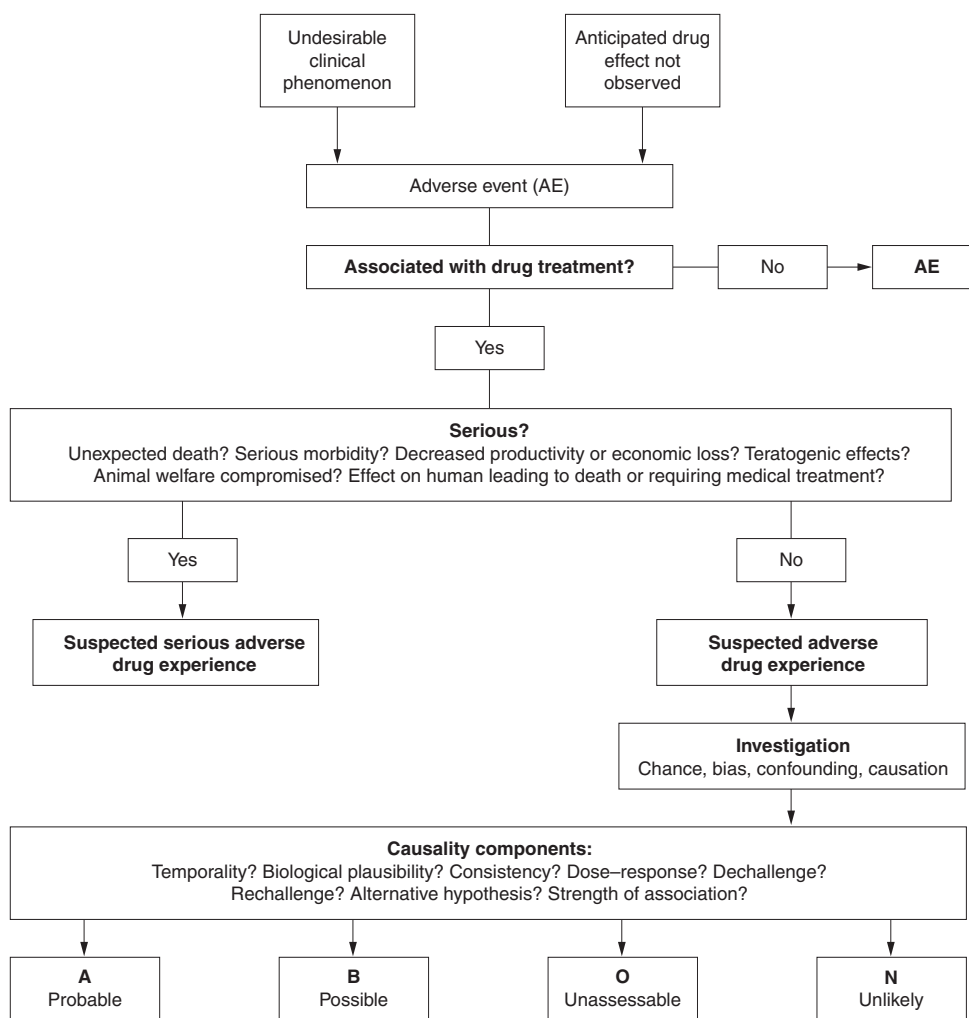 Undesirable
clinical
phenomenon
Anticipated drug
effect not
observed
Adverse event (AE)
Associated with drug treatment?
No
AE
Yes
Serious?
Unexpected death? Serious morbidity? Decreased productivity or economic loss? Teratogenic effects?
Animal welfare compromised? Effect on human leading to death or requiring medical treatment?
Yes
No
Suspected serious adverse
drug experience
Suspected adverse
drug experience
Investigation
Chance, bias, confounding, causation
Causality components:
Temporality? Biological plausibility? Consistency? Dose–response? Dechallenge?
Rechallenge? Alternative hypothesis? Strength of association?
A
Probable
B
Possible
O
Unassessable
N
Unlikely